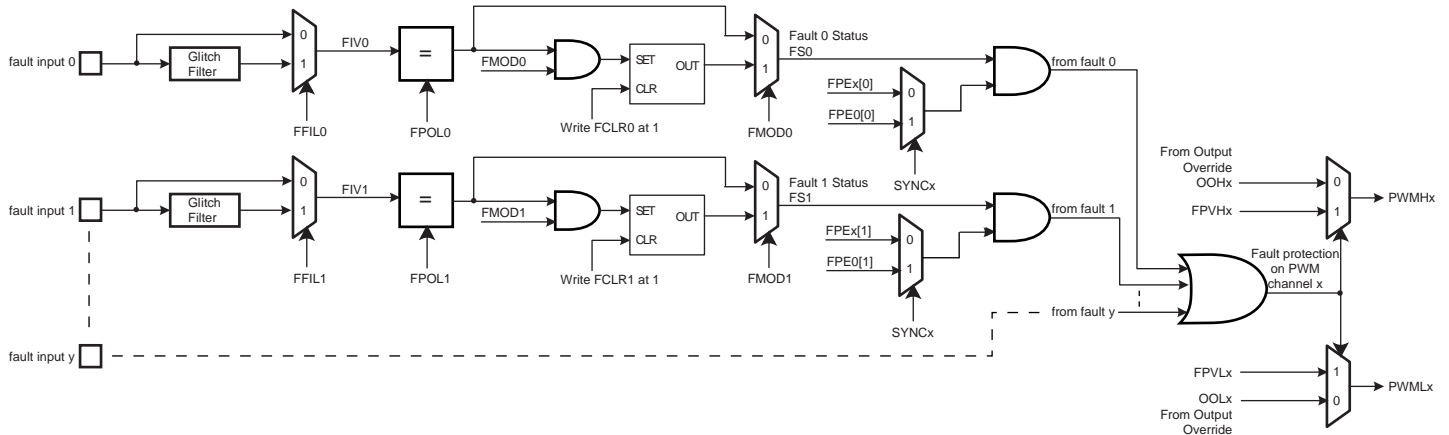 fault input 0
Glitch
Filter
0
1
FFIL0
FIV0
=
FPOL0
FMOD0
SET
OUT
CLR
Write FCLR0 at 1
0
1
FMOD0
Fault 0 Status
FS0
FPEx[0]
FPE0[0]
0
1
SYNCx
from fault 0
fault input 1
Glitch
Filter
0
1
FFIL1
FIV1
=
FPOL1
FMOD1
SET
OUT
CLR
Write FCLR1 at 1
0
1
FMOD1
Fault 1 Status
FS1
FPEx[1]
FPE0[1]
0
1
SYNCx
from fault 1
fault input y
from fault y
Fault protection
on PWM
channel x
From Output
Override
OOHx
FPVHx
0
1
PWMHx
FPVLx
OOLx
From Output
Override
1
0
PWMLx